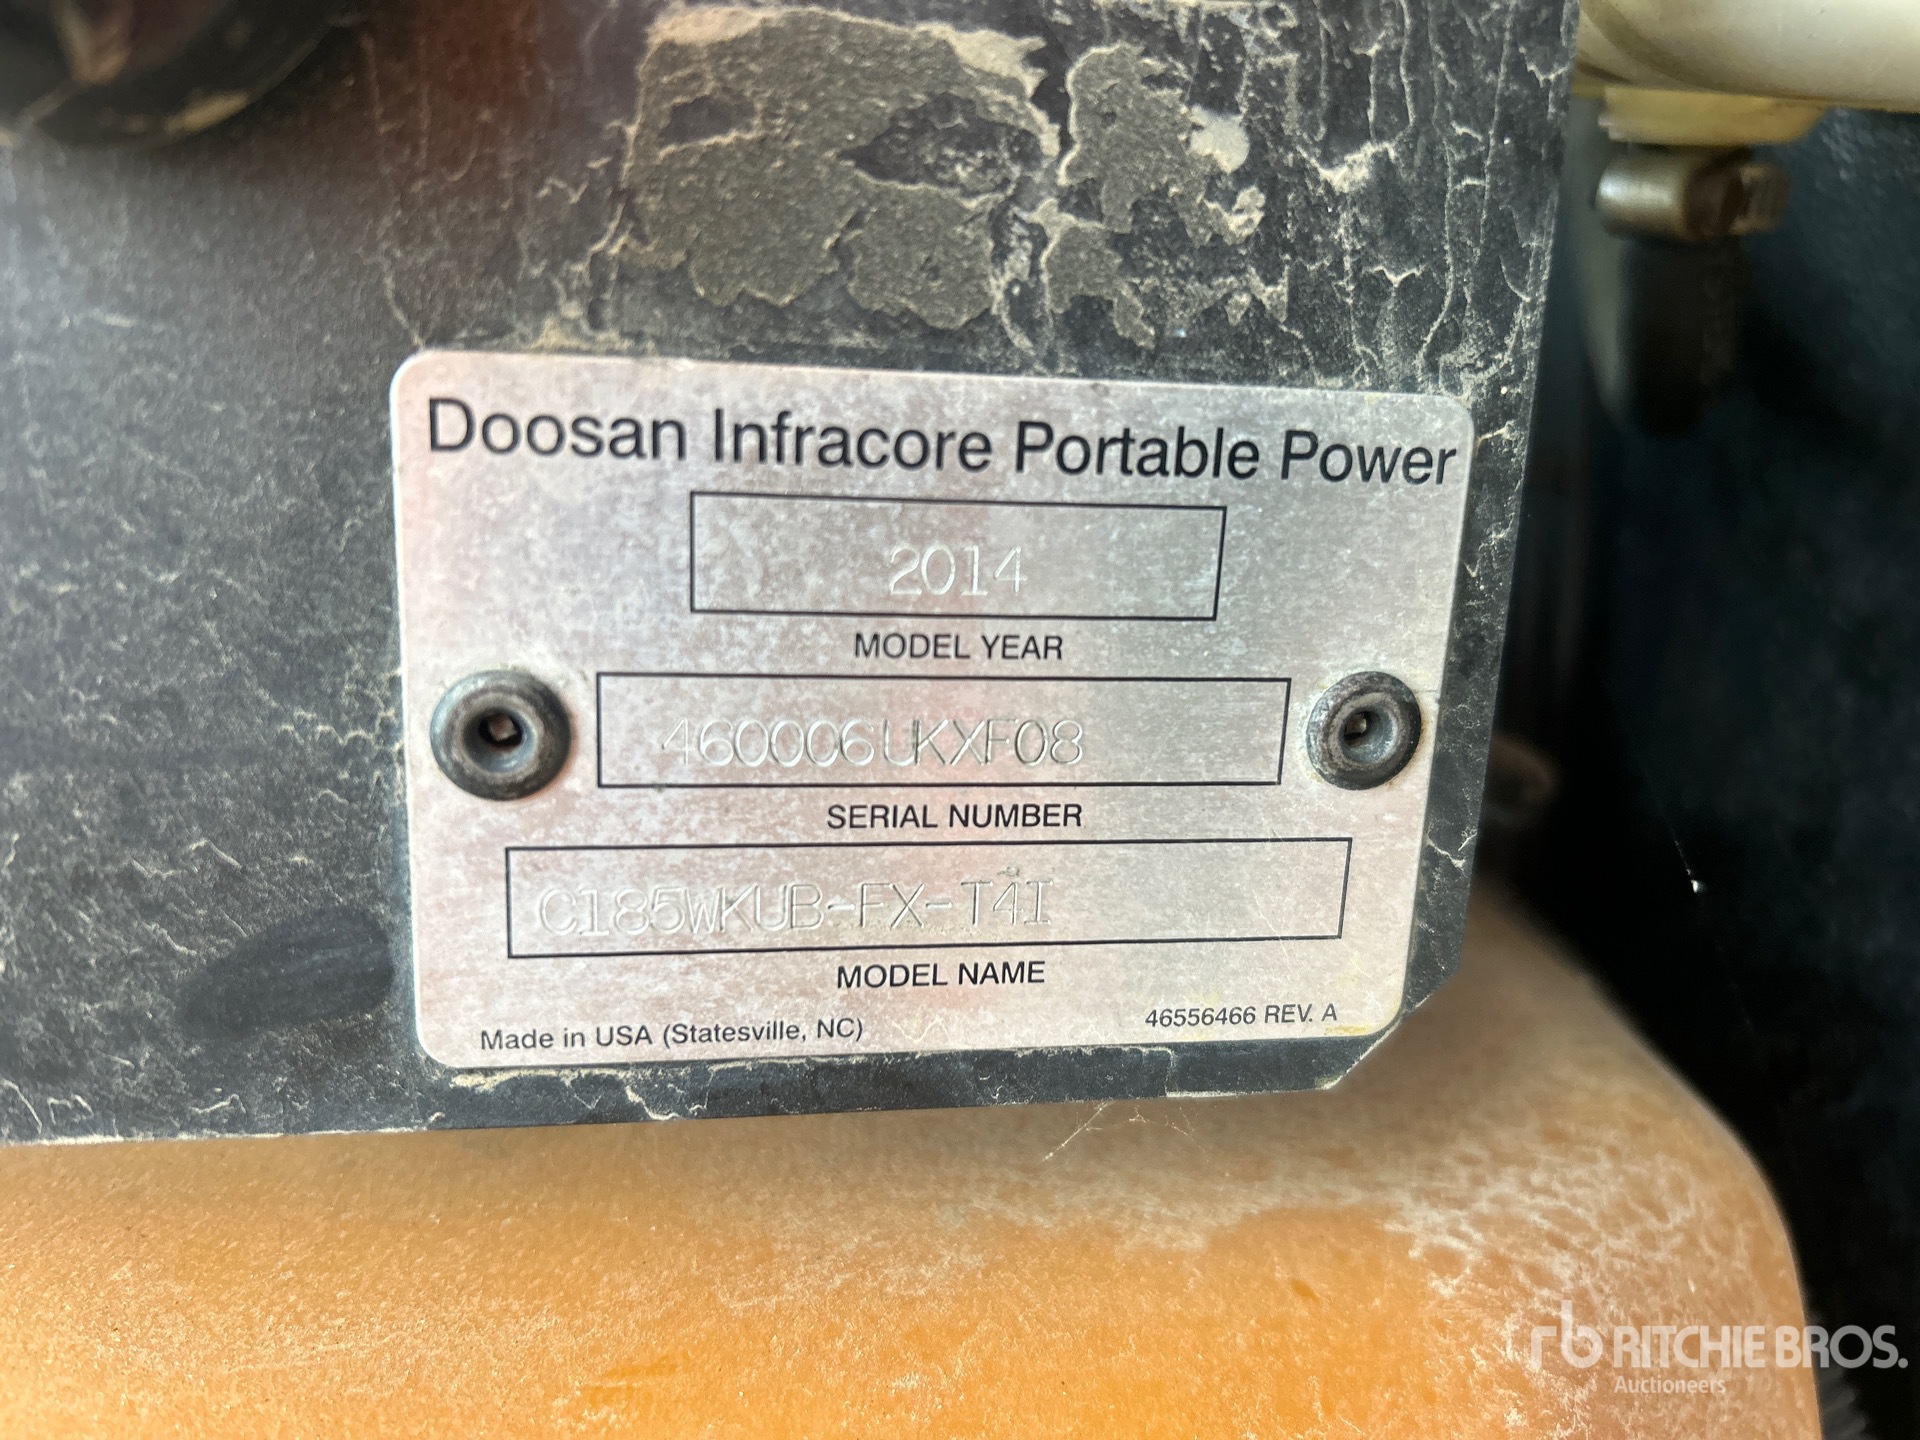 Doosan Infracore Portable Power
2014
MODEL YEAR
460006UKXF08
SERIAL NUMBER
C185WKUB-FX-T4I
MODEL NAME
Made in USA (Statesville, NC)
46556466 REV. A
rb RITCHIE BROS.
Auctioneers